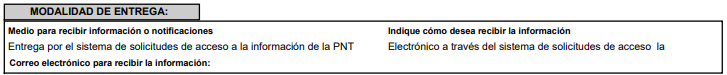 MODALIDAD DE ENTREGA:
Medio para recibir información o notificaciones
Indique cómo desea recibir la información
Entrega por el sistema de solicitudes de acceso a la información de la PNT
Electrónico a través del sistema de solicitudes de acceso la
Correo electrónico para recibir la información: